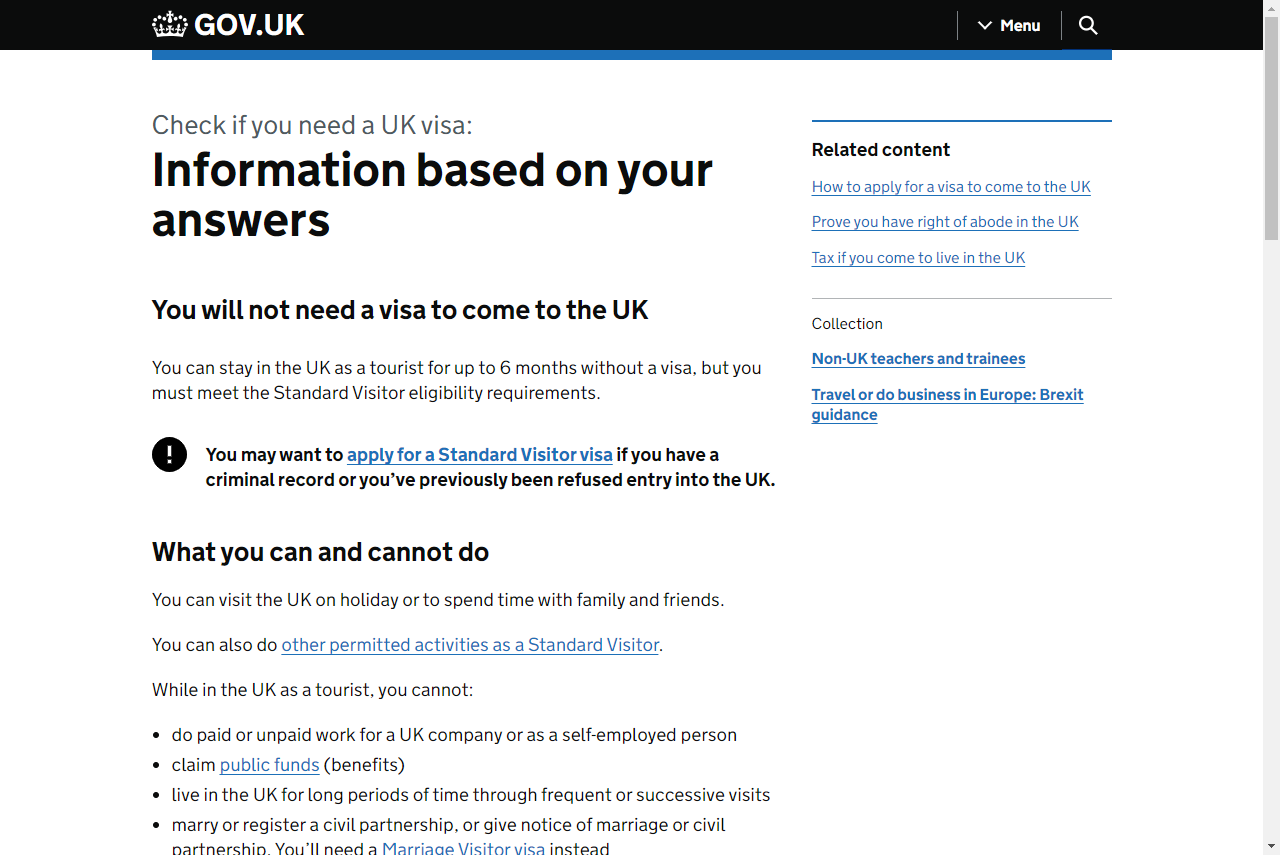 GOV.UK
Menu
Check if you need a UK visa:
Information based on your
answers
You will not need a visa to come to the UK
You can stay in the UK as a tourist for up to 6 months without a visa, but you
must meet the Standard Visitor eligibility requirements.
! You may want to apply for a Standard Visitor visa if you have a
criminal record or you’ve previously been refused entry into the UK.
What you can and cannot do
You can visit the UK on holiday or to spend time with family and friends.
You can also do other permitted activities as a Standard Visitor.
While in the UK as a tourist, you cannot:
• do paid or unpaid work for a UK company or as a self-employed person
• claim public funds (benefits)
• live in the UK for long periods of time through frequent or successive visits
• marry or register a civil partnership, or give notice of marriage or civil
partnership. You’ll need a Marriage Visitor visa instead
Related content
How to apply for a visa to come to the UK
Prove you have right of abode in the UK
Tax if you come to live in the UK
Collection
Non-UK teachers and trainees
Travel or do business in Europe: Brexit
guidance